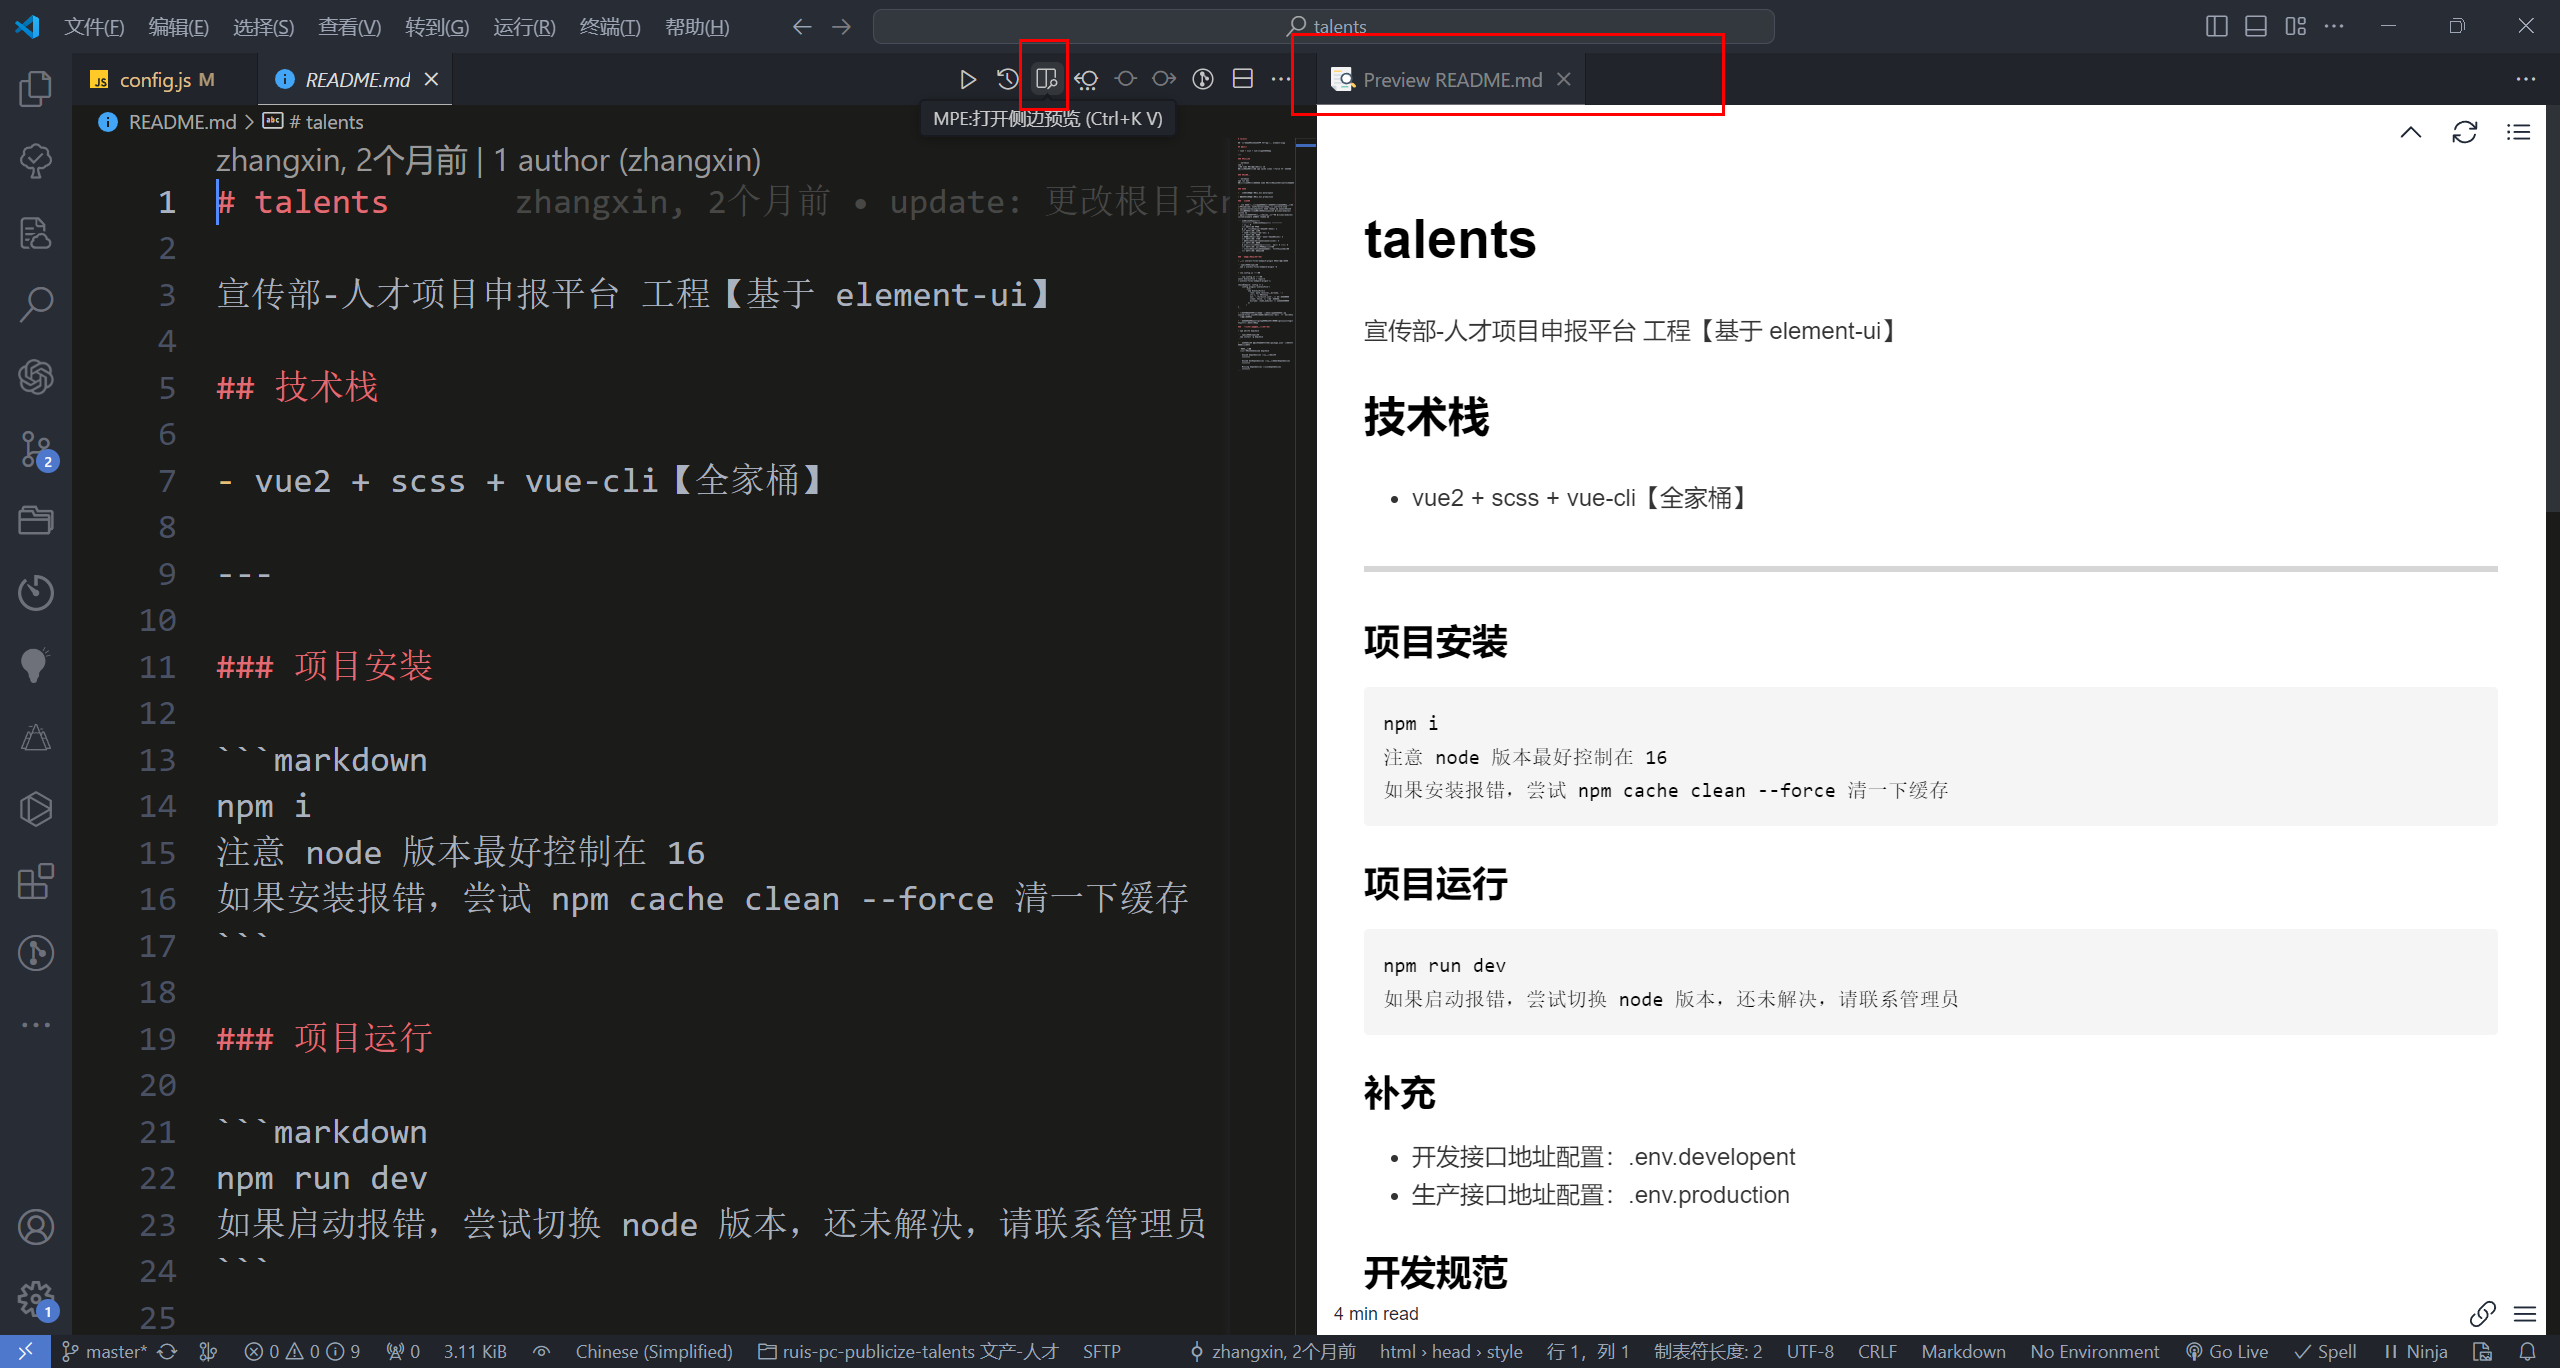 文件(F) 编辑(E) 选择(S) 查看(V) 转到(G) 运行(R) 终端(T) 帮助(H) talents
config.js M README.md Preview README.md
README.md > # talents
MPE:打开侧边预览 (Ctrl+K V)
zhangxin, 2个月前 | 1 author (zhangxin)
1 # talents zhangxin, 2个月前 • update: 更改根目录r
2
3 宣传部-人才项目申报平台 工程【基于 element-ui】
4
5 ## 技术栈
6
7 - vue2 + scss + vue-cli【全家桶】
8
9 ---
10
11 ### 项目安装
12
13 ```markdown
14 npm i
15 注意 node 版本最好控制在 16
16 如果安装报错，尝试 npm cache clean --force 清一下缓存
17 ```
18
19 ### 项目运行
20
21 ```markdown
22 npm run dev
23 如果启动报错，尝试切换 node 版本，还未解决，请联系管理员
24 ```
25
talents
宣传部-人才项目申报平台 工程【基于 element-ui】
技术栈
• vue2 + scss + vue-cli【全家桶】
项目安装
npm i
注意 node 版本最好控制在 16
如果安装报错，尝试 npm cache clean --force 清一下缓存
项目运行
npm run dev
如果启动报错，尝试切换 node 版本，还未解决，请联系管理员
补充
• 开发接口地址配置：.env.developent
• 生产接口地址配置：.env.production
开发规范
4 min read
2
1
master* 0 0 9 0 3.11 KiB Chinese (Simplified) ruis-pc-publicize-talents 文产-人才 SFTP zhangxin, 2个月前 html › head › style 行 1，列 1 制表符长度: 2 UTF-8 CRLF Markdown No Environment Go Live Spell Ninja